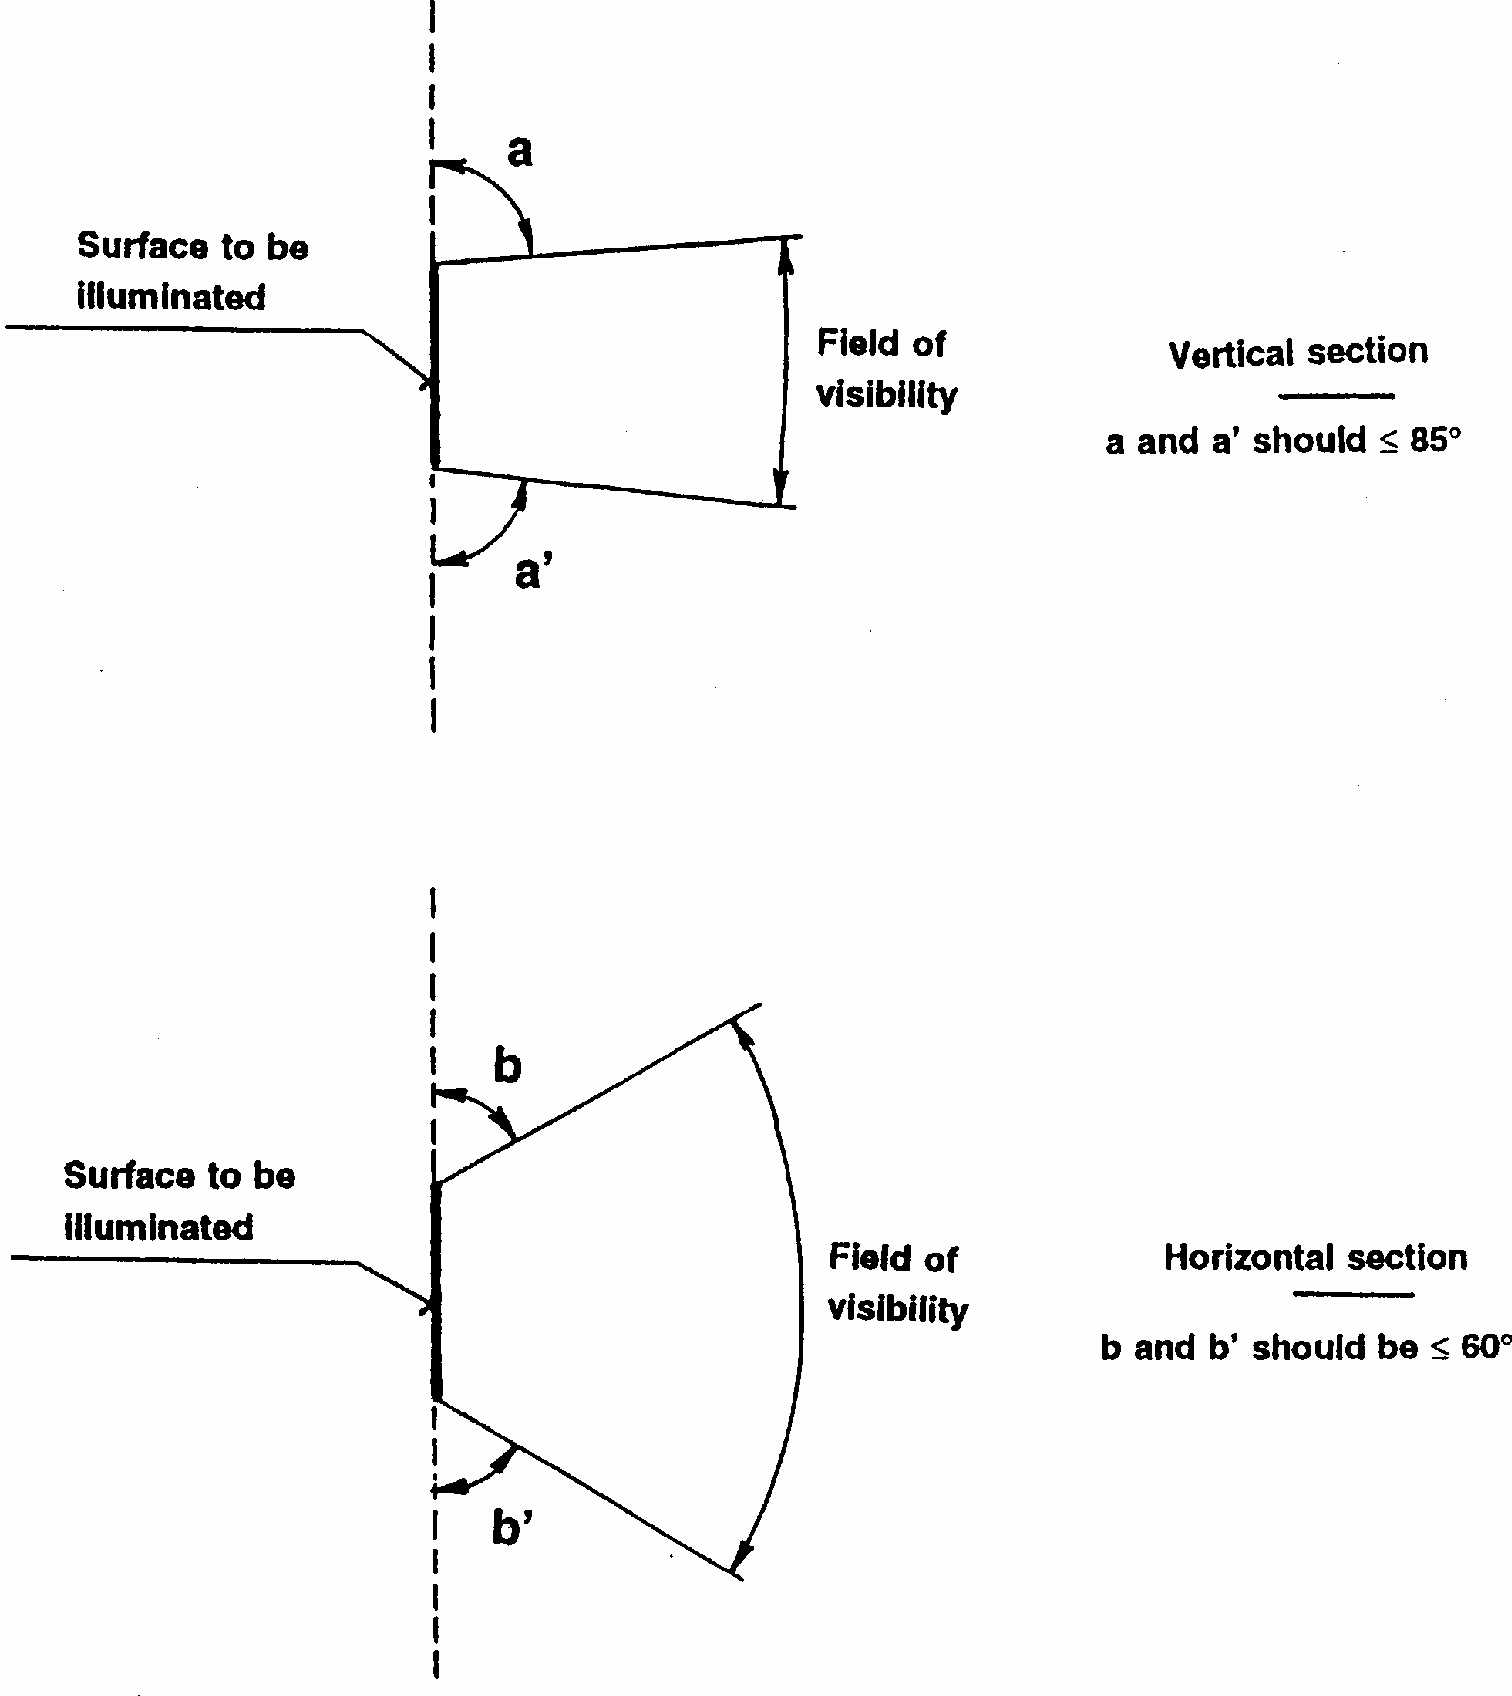 a
Surface to be
illuminated
Field of
visibility
Vertical section
a and a' should ≤ 85°
a'
b
Surface to be
illuminated
Field of
visibility
Horizontal section
b and b' should be ≤ 60°
b'